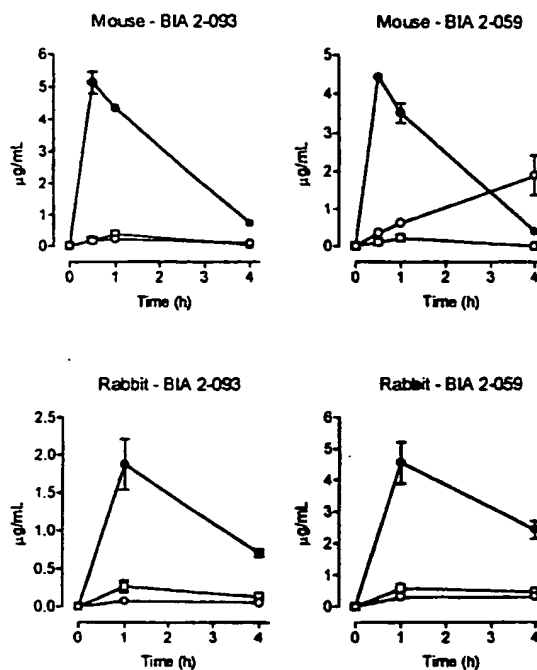 Mouse - BIA 2-093
6
5
4
3
2
1
0
µg/mL
0 1 2 3 4
Time (h)
Mouse - BIA 2-059
5
4
3
2
1
0
µg/mL
0 1 2 3 4
Time (h)
Rabbit - BIA 2-093
2.5
2.0
1.5
1.0
0.5
0.0
µg/mL
0 1 2 3 4
Time (h)
Rabbit - BIA 2-059
6
5
4
3
2
1
0
µg/mL
0 1 2 3 4
Time (h)